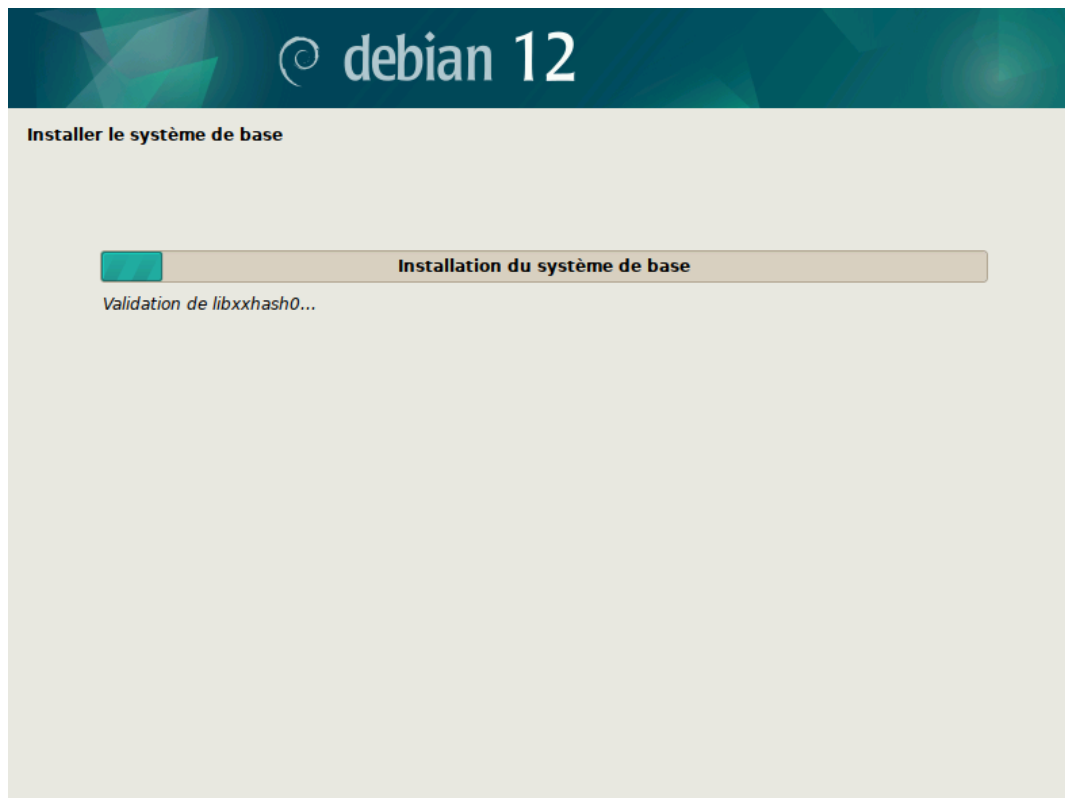 debian 12
Installer le système de base
Installation du système de base
Validation de libxxhash0...